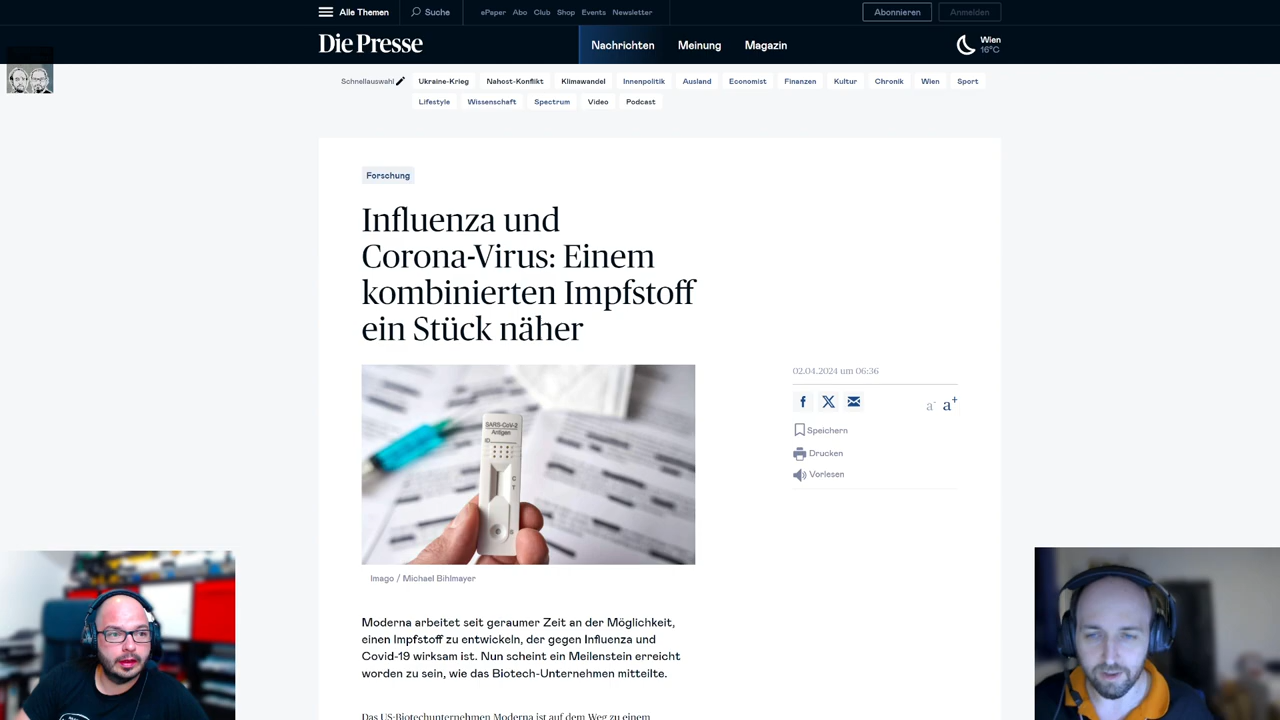 Alle Themen
Suche
ePaper Abo Club Shop Events Newsletter
Abonnieren
Anmelden
Die Presse
Nachrichten Meinung Magazin
Wien
16°C
Schnellauswahl
Ukraine-Krieg Nahost-Konflikt Klimawandel Innenpolitik Ausland Economist Finanzen Kultur Chronik Wien Sport
Lifestyle Wissenschaft Spectrum Video Podcast
Forschung
Influenza und
Corona-Virus: Einem
kombinierten Impfstoff
ein Stück näher
SARS-CoV-2
Antigen
ID
C
T
S
Imago / Michael Bihlmayer
02.04.2024 um 06:36
a- a+
Speichern
Drucken
Vorlesen
Moderna arbeitet seit geraumer Zeit an der Möglichkeit,
einen Impfstoff zu entwickeln, der gegen Influenza und
Covid-19 wirksam ist. Nun scheint ein Meilenstein erreicht
worden zu sein, wie das Biotech-Unternehmen mitteilte.
Das US-Biotechunternehmen Moderna ist auf dem Weg zu einem